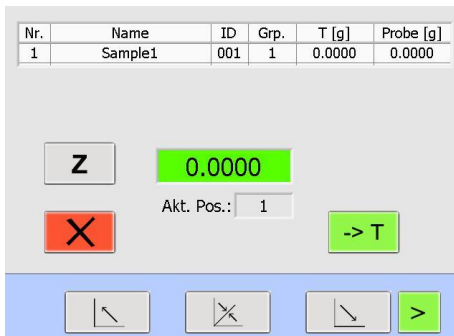 Nr. Name ID Grp. T [g] Probe [g]
1 Sample1 001 1 0.0000 0.0000
Z 0.0000
Akt. Pos.: 1
X -> T
>